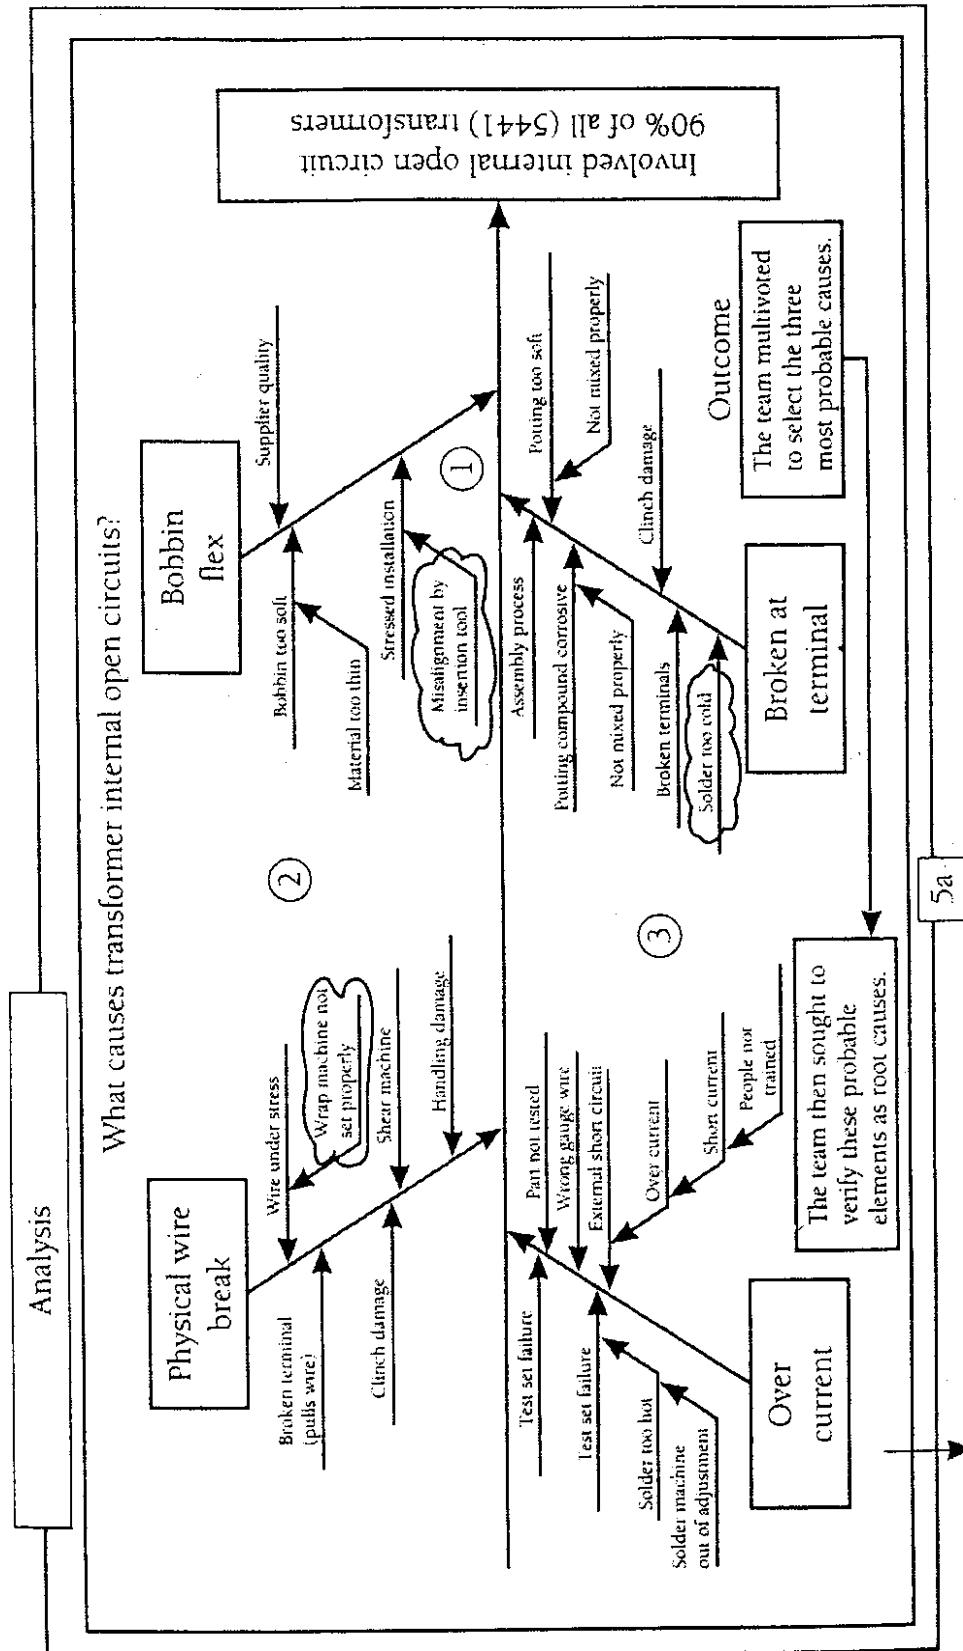 Analysis
What causes transformer internal open circuits?
Physical wire
break
Wire under stress
Wrap machine not
set properly
Broken terminal
(pulls wire)
Shear machine
Clinch damage
Handling damage
2
Bobbin
flex
Supplier quality
Bobbin too soft
Material too thin
Stressed installation
Misalignment by
insertion tool
1
Involved internal open circuit
90% of all (5441) transformers
Test set failure
Part not tested
Wrong gauge wire
External short circuit
Test set failure
Over current
Solder too hot
Short current
Solder machine
out of adjustment
People not
trained
Over
current
3
Assembly process
Potting too soft
Potting compound corrosive
Not mixed properly
Not mixed properly
Clinch damage
Broken terminals
Solder too cold
Broken at
terminal
Outcome
The team multivoted
to select the three
most probable causes.
The team then sought to
verify these probable
elements as root causes.
5a